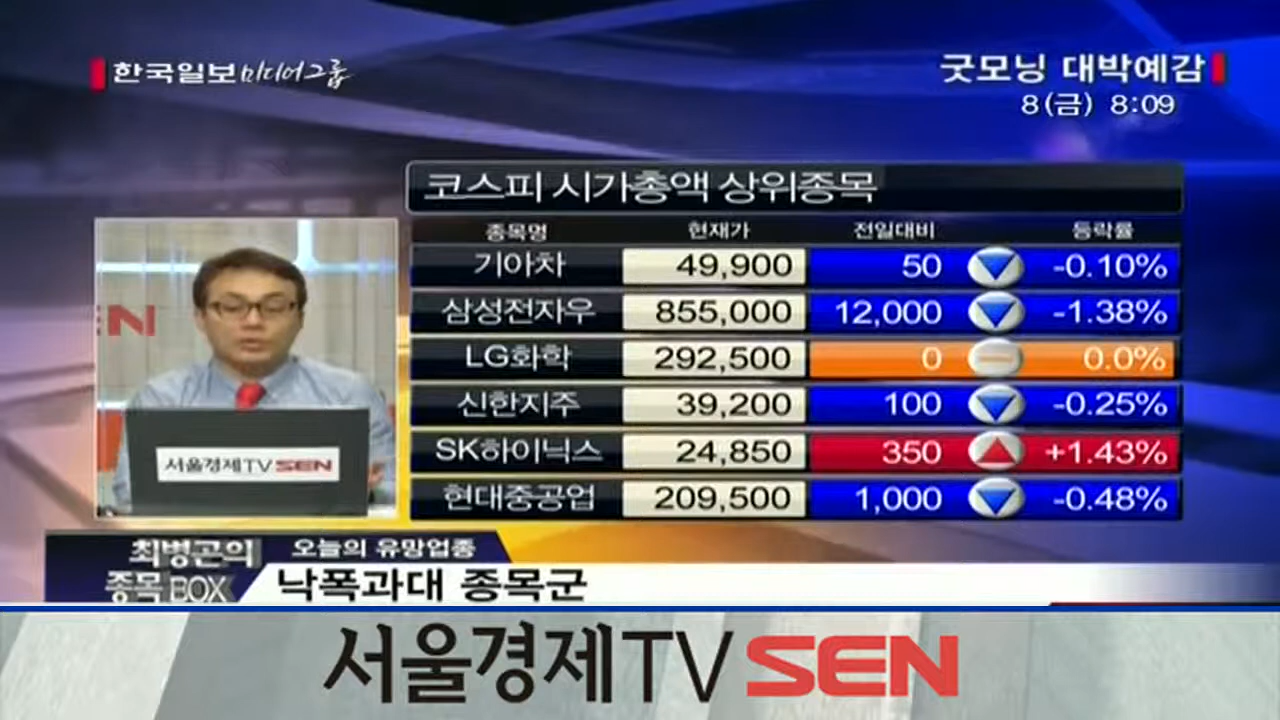 한국일보 미디어그룹
굿모닝 대박예감
8(금) 8:09
코스피 시가총액 상위종목
종목명 현재가 전일대비 등락률
기아차 49,900 50 -0.10%
삼성전자우 855,000 12,000 -1.38%
LG화학 292,500 0 0.0%
신한지주 39,200 100 -0.25%
SK하이닉스 24,850 350 +1.43%
현대중공업 209,500 1,000 -0.48%
EN
서울경제TV SEN
최병곤의
종목BOX
오늘의 유망업종
낙폭과대 종목군
서울경제TV SEN